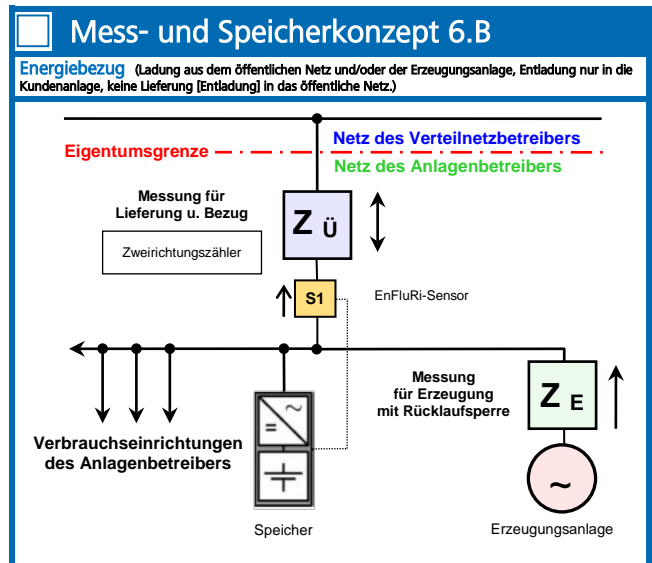 Mess- und Speicherkonzept 6.B
Energiebezug (Ladung aus dem öffentlichen Netz und/oder der Erzeugungsanlage, Entladung nur in die
Kundenanlage, keine Lieferung [Entladung] in das öffentliche Netz.)
Netz des Verteilnetzbetreibers
Eigentumsgrenze
Netz des Anlagenbetreibers
Messung für
Lieferung u. Bezug
Zweirichtungszähler
Z Ü
S1
EnFluRi-Sensor
Messung
für Erzeugung
mit Rücklaufsperre
Z E
Verbrauchseinrichtungen
des Anlagenbetreibers
= ~
~
Speicher
Erzeugungsanlage